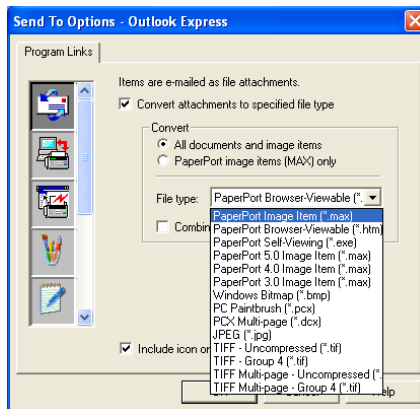 Send To Options - Outlook Express
Program Links
Items are e-mailed as file attachments.
Convert attachments to specified file type
Convert
All documents and image items
PaperPort image items (MAX) only
File type: PaperPort Browser-Viewable (*.
PaperPort Image Item (*.max)
PaperPort Browser-Viewable (*.htm)
Combin
PaperPort Self-Viewing (*.exe)
PaperPort 5.0 Image Item (*.max)
PaperPort 4.0 Image Item (*.max)
PaperPort 3.0 Image Item (*.max)
Windows Bitmap (*.bmp)
PC Paintbrush (*.pcx)
PCX Multi-page (*.dcx)
JPEG (*.jpg)
TIFF - Uncompressed (*.tif)
Include icon or
TIFF - Group 4 (*.tif)
TIFF Multi-page - Uncompressed (*.
TIFF Multi-page - Group 4 (*.tif)